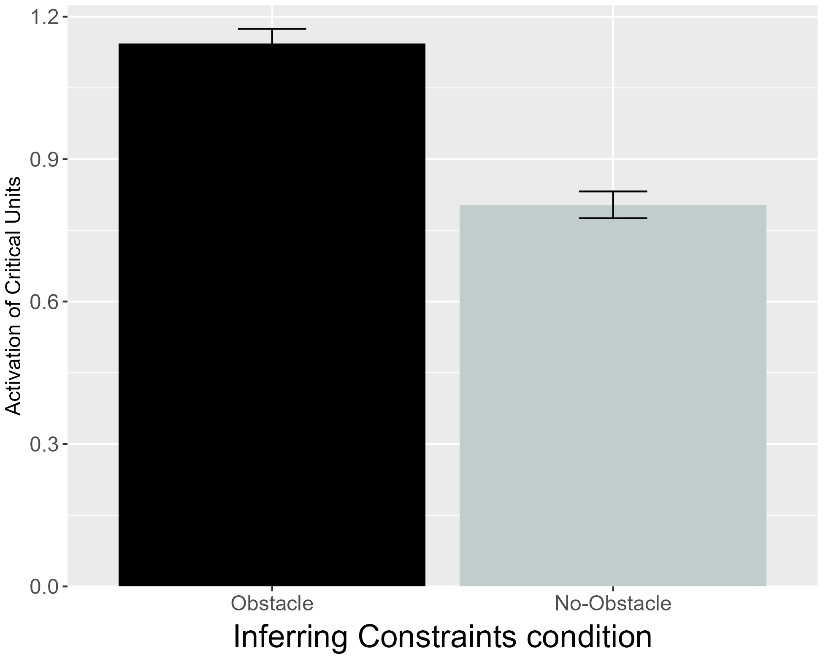 Activation of Critical Units
1.2
0.9
0.6
0.3
0.0
Obstacle No-Obstacle
Inferring Constraints condition